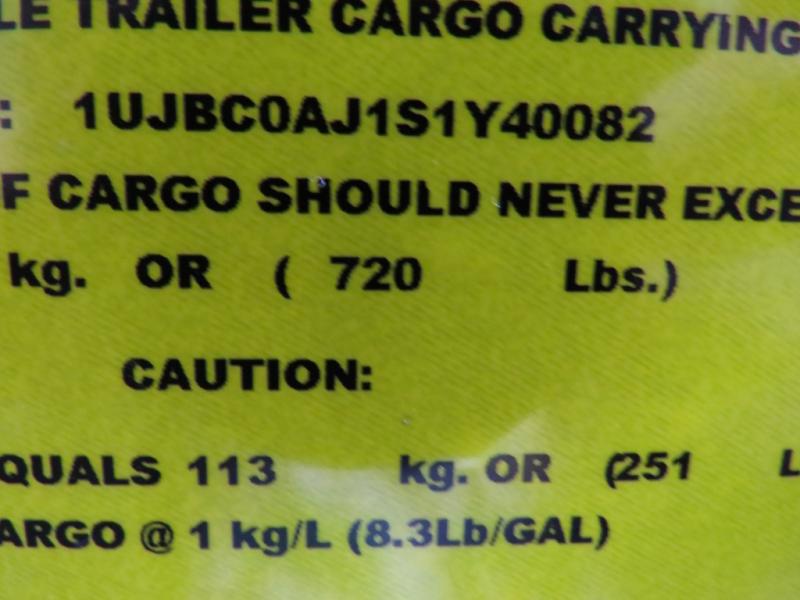 LE TRAILER CARGO CARRYING
: 1UJBC0AJ1S1Y40082
F CARGO SHOULD NEVER EXCE
kg. OR ( 720 Lbs.)
CAUTION:
QUALS 113 kg. OR (251 L
ARGO @ 1 kg/L (8.3Lb/GAL)